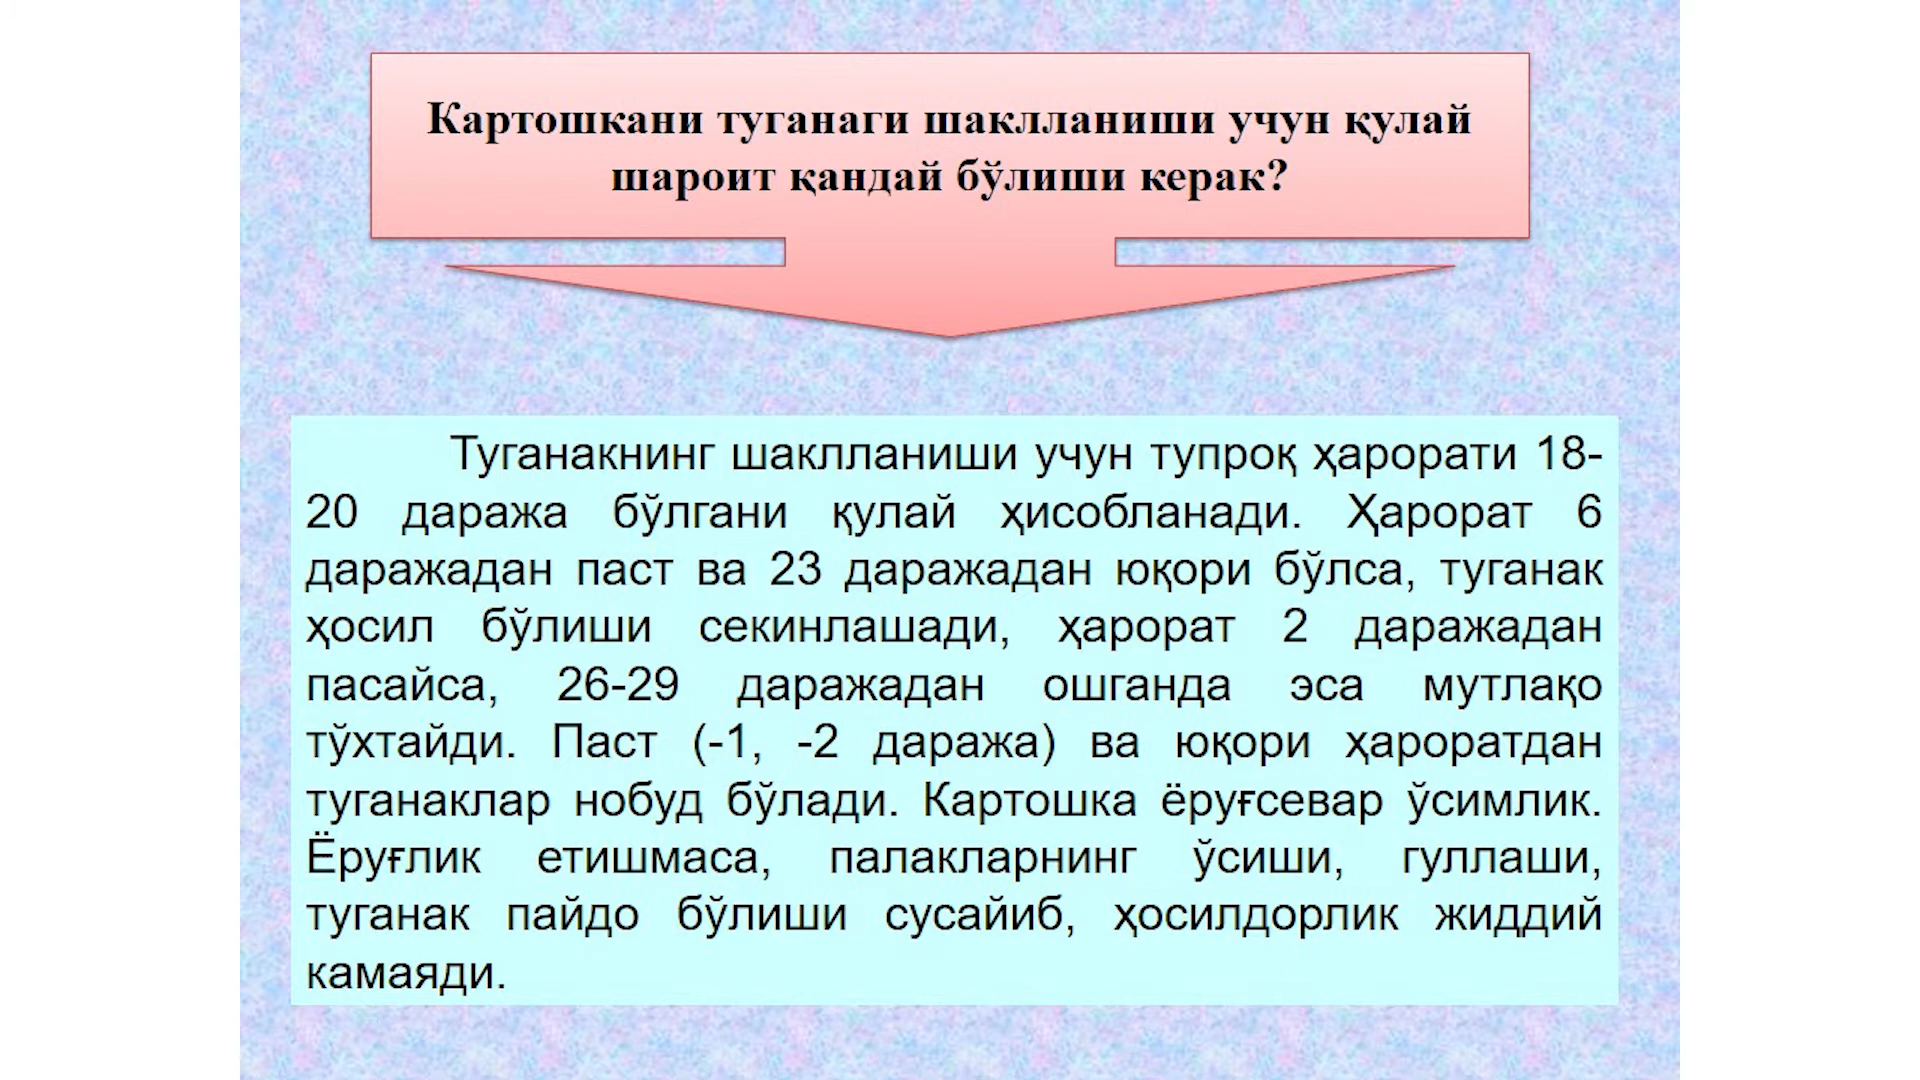 Картошкани туганаги шаклланиши учун қулай
шароит қандай бўлиши керак?
Туганакнинг шаклланиши учун тупроқ ҳарорати 18-
20 даража бўлгани қулай ҳисобланади. Ҳарорат 6
даражадан паст ва 23 даражадан юқори бўлса, туганак
ҳосил бўлиши секинлашади, ҳарорат 2 даражадан
пасайса, 26-29 даражадан ошганда эса мутлақо
тўхтайди. Паст (-1, -2 даража) ва юқори ҳароратдан
туганаклар нобуд бўлади. Картошка ёруғсевар ўсимлик.
Ёруғлик етишмаса, палакларнинг ўсиши, гуллаши,
туганак пайдо бўлиши сусайиб, ҳосилдорлик жиддий
камаяди.